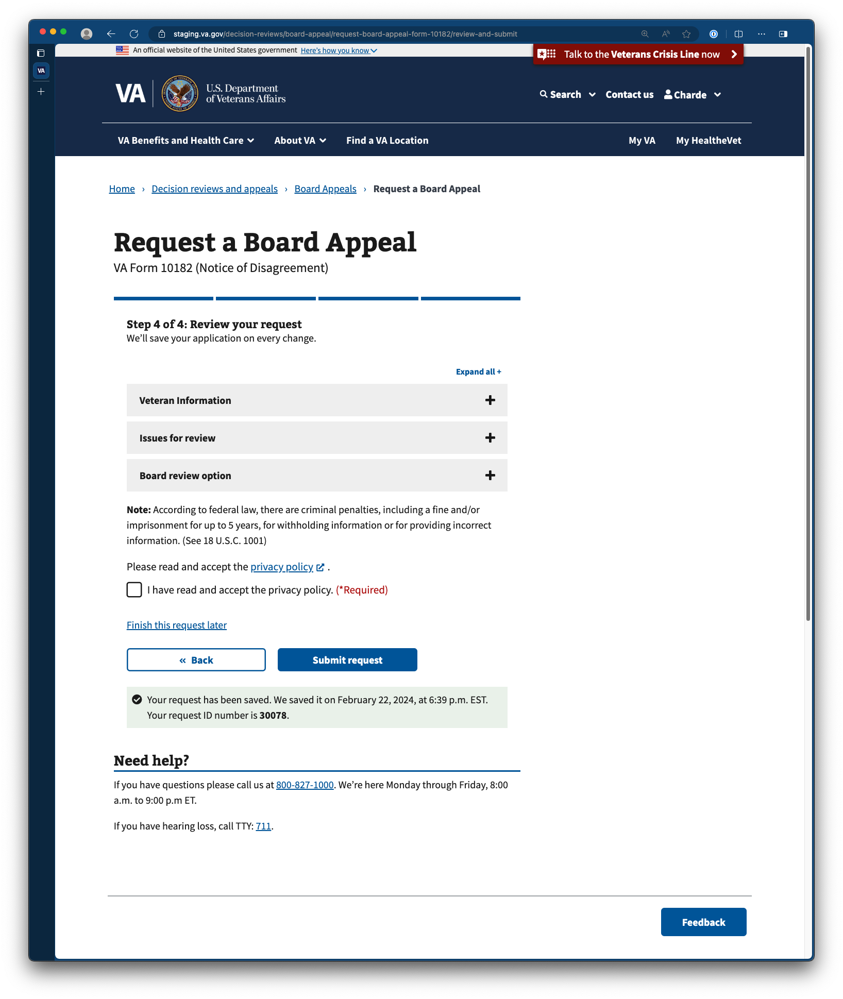 staging.va.gov/decision-reviews/board-appeal/request-board-appeal-form-10182/review-and-submit
An official website of the United States government Here's how you know
Talk to the Veterans Crisis Line now
VA
VA U.S. Department
of Veterans Affairs
Search Contact us Charde
VA Benefits and Health Care About VA Find a VA Location My VA My HealtheVet
Home › Decision reviews and appeals › Board Appeals › Request a Board Appeal
Request a Board Appeal
VA Form 10182 (Notice of Disagreement)
Step 4 of 4: Review your request
We’ll save your application on every change.
Expand all +
Veteran Information
Issues for review
Board review option
Note: According to federal law, there are criminal penalties, including a fine and/or
imprisonment for up to 5 years, for withholding information or for providing incorrect
information. (See 18 U.S.C. 1001)
Please read and accept the privacy policy .
I have read and accept the privacy policy. (*Required)
Finish this request later
« Back Submit request
Your request has been saved. We saved it on February 22, 2024, at 6:39 p.m. EST.
Your request ID number is 30078.
Need help?
If you have questions please call us at 800-827-1000. We’re here Monday through Friday, 8:00
a.m. to 9:00 p.m ET.
If you have hearing loss, call TTY: 711.
Feedback